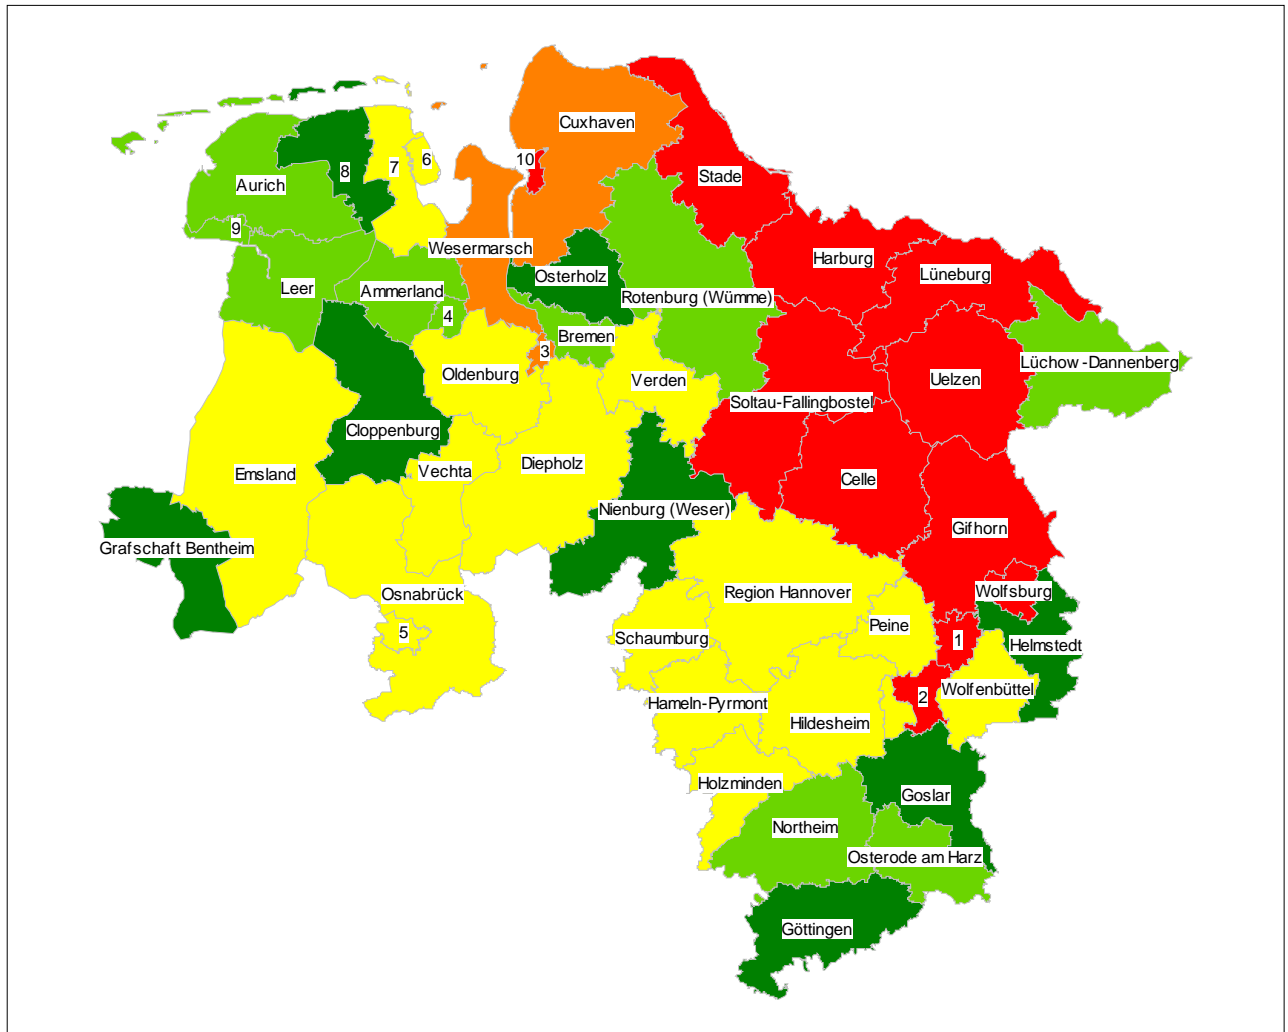 Cuxhaven
10
6
7
8
Stade
Aurich
9
Wesermarsch
Harburg
Lüneburg
Osterholz
Leer
Ammerland
Rotenburg (Wümme)
4
Bremen
3
Lüchow-Dannenberg
Oldenburg
Verden
Uelzen
Soltau-Fallingbostel
Cloppenburg
Vechta
Diepholz
Emsland
Celle
Nienburg (Weser)
Gifhorn
Grafschaft Bentheim
Region Hannover
Wolfsburg
Osnabrück
5
Schaumburg
Peine
1
Helmstedt
Wolfenbüttel
2
Hameln-Pyrmont
Hildesheim
Holzminden
Goslar
Northeim
Osterode am Harz
Göttingen